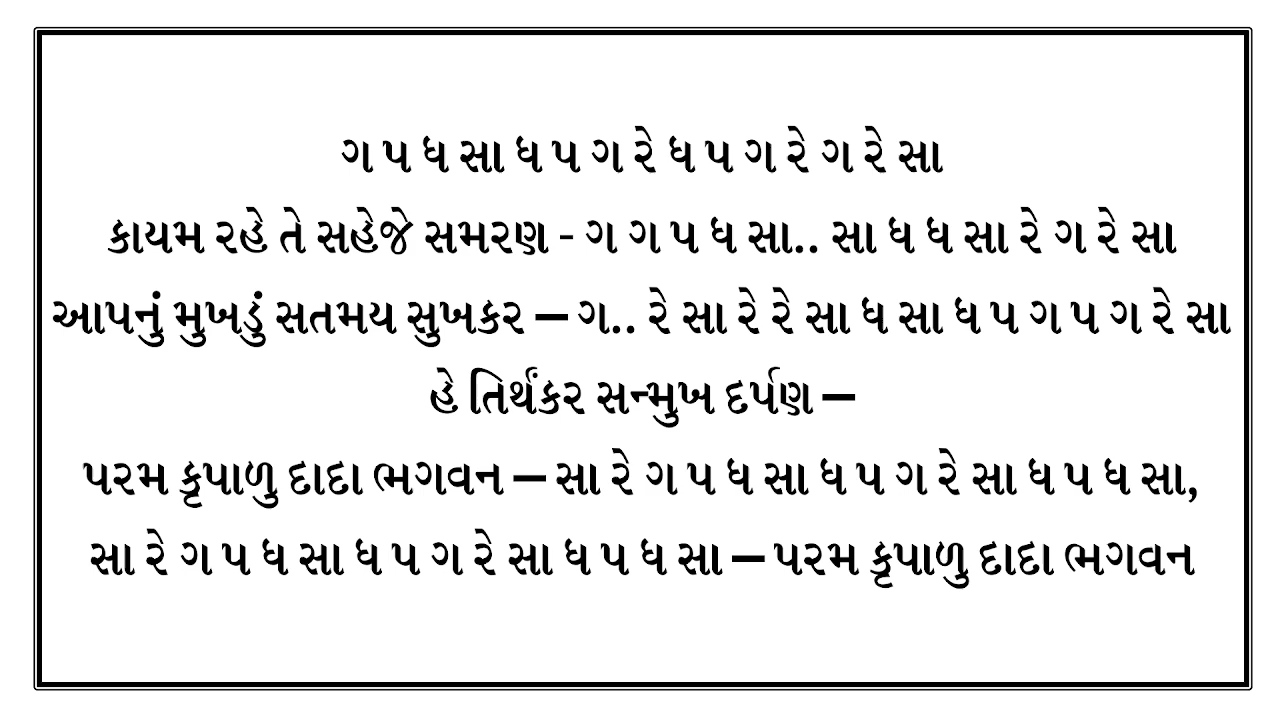 ગ પ ધ સા ધ પ ગ રે ધ પ ગ રે ગ રે સા
કાયમ રહે તે સહેજે સમરણ - ગ ગ પ ધ સા.. સા ધ ધ સા રે ગ રે સા
આપનું મુખડું સતમય સુખકર – ગ.. રે સા રે રે સા ધ સા ધ પ ગ પ ગ રે સા
હે તિર્થંકર સન્મુખ દર્પણ –
પરમ કૃપાળુ દાદા ભગવન – સા રે ગ પ ધ સા ધ પ ગ રે સા ધ પ ધ સા,
સા રે ગ પ ધ સા ધ પ ગ રે સા ધ પ ધ સા – પરમ કૃપાળુ દાદા ભગવન